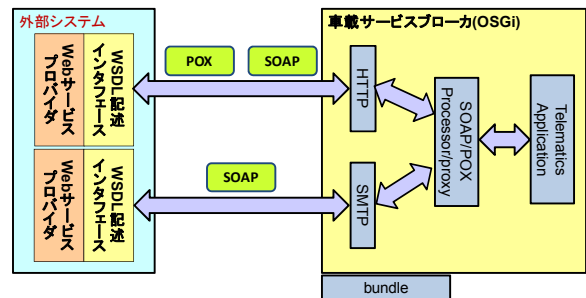 外部システム
Webサービス
プロバイダ
WSDL記述
インタフェース
Webサービス
プロバイダ
WSDL記述
インタフェース
POX
SOAP
SOAP
車載サービスブローカ(OSGi)
HTTP
SMTP
SOAP/POX
Processor/proxy
Telematics
Application
bundle